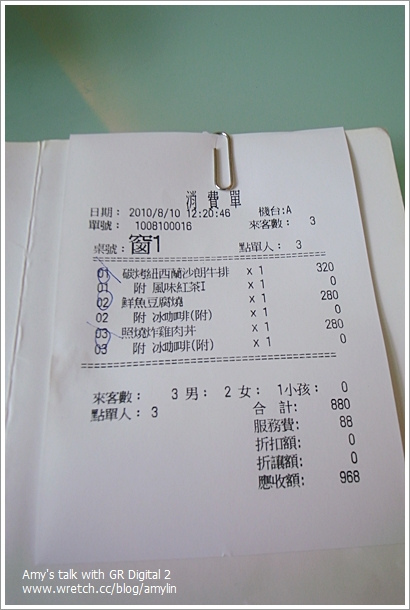 消費單
日期： 2010/8/10 12:20:46 機台:A
單號： 1008100016 來客數： 3
桌號: 窗1 點單人： 3
01 碳烤紐西蘭沙朗牛排 x 1 320
01 附 風味紅茶I x 1 0
02 鮮魚豆腐燒 x 1 280
02 附 冰咖啡(附) x 1 0
03 照燒炸雞肉丼 x 1 280
03 附 冰咖啡(附) x 1 0
來客數： 3 男： 2 女： 1小孩： 0
點單人： 3 合 計： 880
服務費: 88
折扣額: 0
折讓額: 0
應收額: 968
Amy's talk with GR Digital 2
www.wretch.cc/blog/amylin